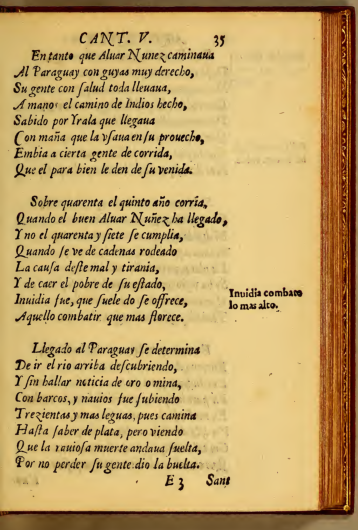 CANT. V. 35
En tanto que Aluar Nunez caminaua
Al Paraguay con guyas muy derecho,
Su gente con salud toda lleuaua,
A mano el camino de Indios hecho,
Sabido por Yrala que llegaua
Con maña que la vsaua en su prouecho,
Embia a cierta gente de corrida,
Que el para bien le den de su venida.
Sobre quarenta el quinto año corria,
Quando el buen Aluar Nuñez ha llegado,
Y no el quarenta y siete se cumplia,
Quando se ve de cadenas rodeado
La causa deste mal y tirania,
Y de caer el pobre de su estado,
Inuidia fue, que suele do se offrece,
Aquello combatir que mas florece.
Inuidia combate
lo mas alto.
Llegado al Paraguay se determina
De ir el rio arriba descubriendo,
Y sin hallar noticia de oro o mina,
Con barcos, y nauios fue subiendo
Trezientas y mas leguas, pues camina
Hasta saber de plata, pero viendo
Que la rauiosa muerte andaua suelta,
Por no perder su gente dio la buelta.
E 3 Sant